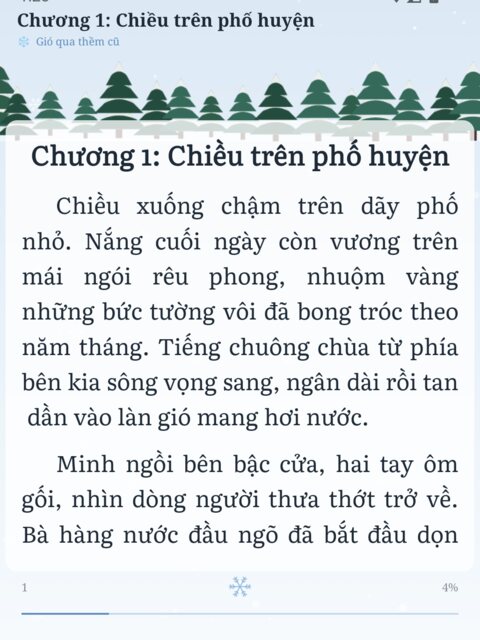 Chương 1: Chiều trên phố huyện
Gió qua thềm cũ
Chương 1: Chiều trên phố huyện
Chiều xuống chậm trên dãy phố
nhỏ. Nắng cuối ngày còn vương trên
mái ngói rêu phong, nhuộm vàng
những bức tường vôi đã bong tróc theo
năm tháng. Tiếng chuông chùa từ phía
bên kia sông vọng sang, ngân dài rồi tan
dần vào làn gió mang hơi nước.
Minh ngồi bên bậc cửa, hai tay ôm
gối, nhìn dòng người thưa thớt trở về.
Bà hàng nước đầu ngõ đã bắt đầu dọn
1
4%